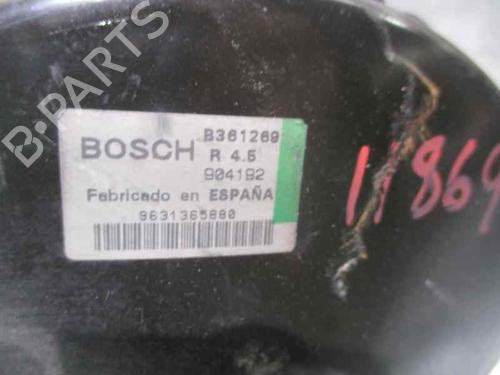 B-PARTS
BOSCH
B361269
R 4.5
904192
Fabricado en ESPAÑA
9631365880
11869